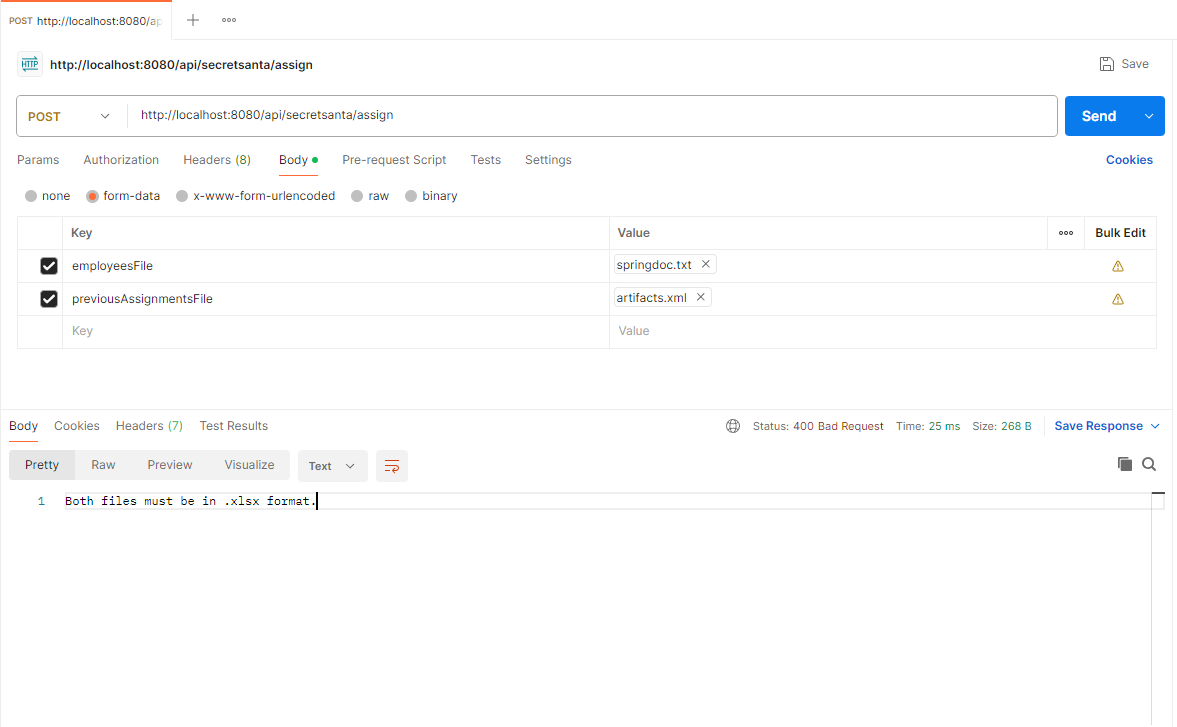 POST http://localhost:8080/ap
HTTP http://localhost:8080/api/secretsanta/assign Save
POST http://localhost:8080/api/secretsanta/assign Send
Params Authorization Headers (8) Body Pre-request Script Tests Settings Cookies
none form-data x-www-form-urlencoded raw binary
Key Value Bulk Edit
employeesFile springdoc.txt
previousAssignmentsFile artifacts.xml
Key Value
Body Cookies Headers (7) Test Results Status: 400 Bad Request Time: 25 ms Size: 268 B Save Response
Pretty Raw Preview Visualize Text
1 Both files must be in .xlsx format.